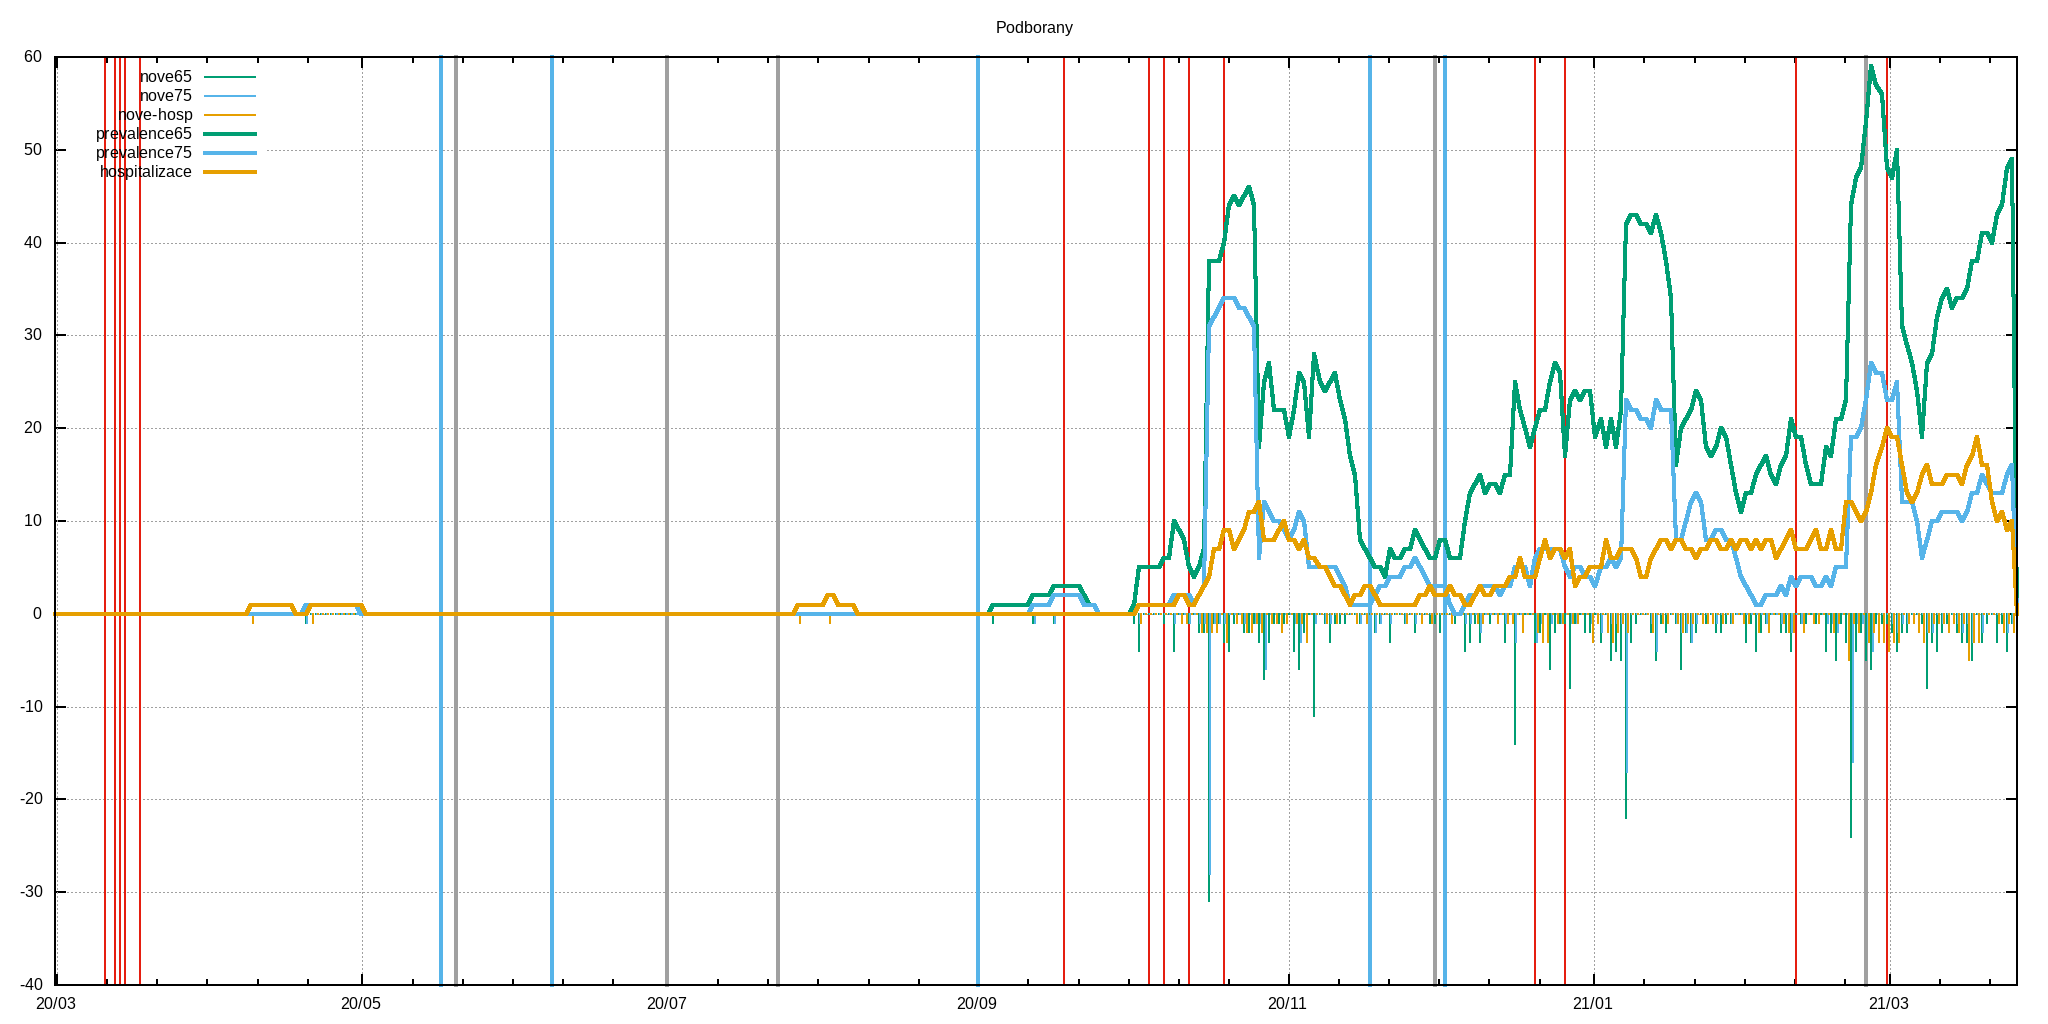 Podborany
60
nove65
nove75
nove-hosp
prevalence65
prevalence75
hospitalizace
50
40
30
20
10
0
-10
-20
-30
-40
20/03 20/05 20/07 20/09 20/11 21/01 21/03